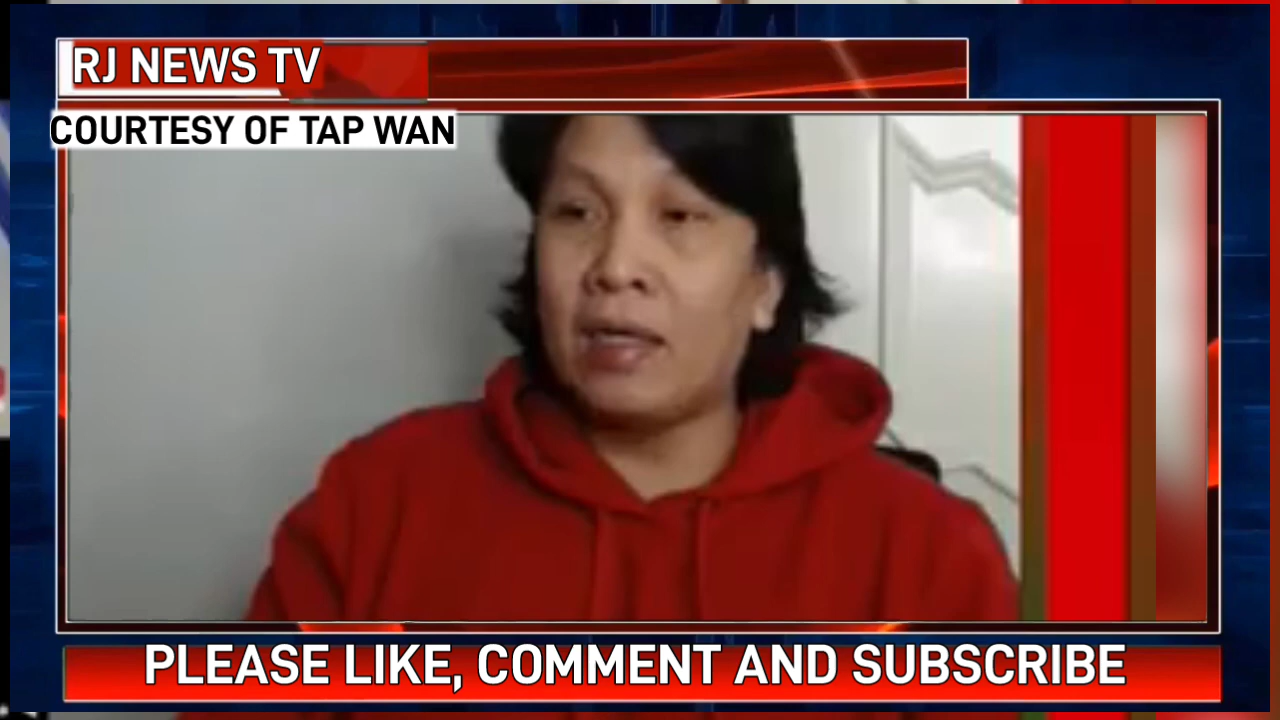 RJ NEWS TV
COURTESY OF TAP WAN
PLEASE LIKE, COMMENT AND SUBSCRIBE